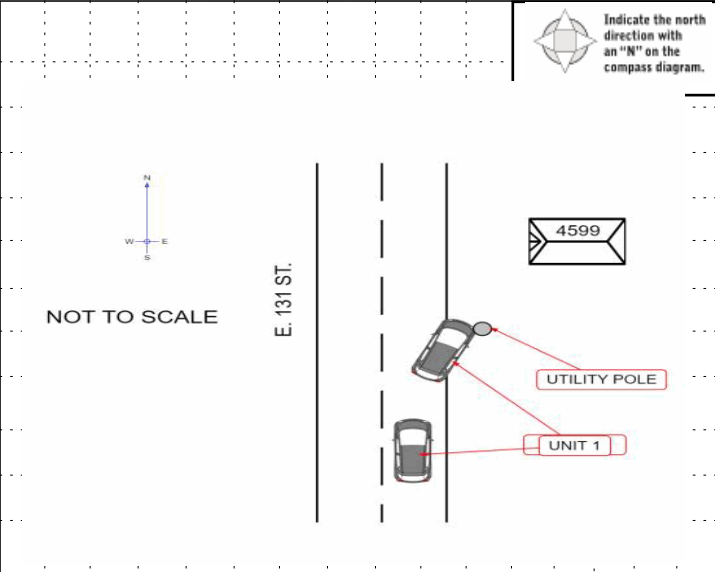 Indicate the north
direction with
an “N” on the
compass diagram.
N
W E
S
4599
E. 131 ST.
NOT TO SCALE
UTILITY POLE
UNIT 1